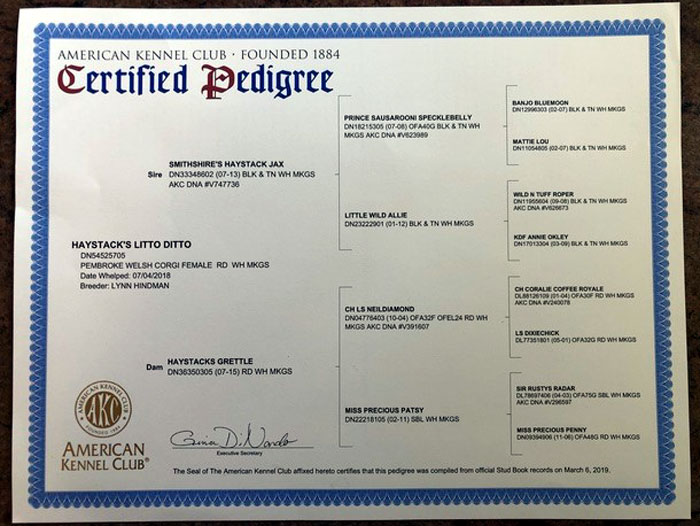 AMERICAN KENNEL CLUB · FOUNDED 1884
Certified Pedigree
HAYSTACK'S LITTO DITTO
DN54525705
PEMBROKE WELSH CORGI FEMALE RD WH MKGS
Date Whelped: 07/04/2018
Breeder: LYNN HINDMAN
SMITHSHIRE'S HAYSTACK JAX
Sire DN33348602 (07-13) BLK & TN WH MKGS
AKC DNA #V747736
HAYSTACKS GRETTLE
Dam DN36350305 (07-15) RD WH MKGS
PRINCE SAUSAROONI SPECKLEBELLY
DN18215305 (07-08) OFA40G BLK & TN WH
MKGS AKC DNA #V623989
LITTLE WILD ALLIE
DN23222901 (01-12) BLK & TN WH MKGS
CH LS NEILDIAMOND
DN04776403 (10-04) OFA32F OFEL24 RD WH
MKGS AKC DNA #V391607
MISS PRECIOUS PATSY
DN22218105 (02-11) SBL WH MKGS
BANJO BLUEMOON
DN12996303 (02-07) BLK & TN WH MKGS
MATTIE LOU
DN11054805 (02-07) BLK & TN WH MKGS
WILD N TUFF ROPER
DN11955604 (09-08) BLK & TN WH MKGS
AKC DNA #V626673
KDF ANNIE OKLEY
DN17013304 (03-09) BLK & TN WH MKGS
CH CORALIE COFFEE ROYALE
DL88126109 (01-04) OFA30F RD WH MKGS
AKC DNA #V240078
LS DIXIECHICK
DL77351801 (05-01) OFA32G RD WH MKGS
SIR RUSTYS RADAR
DL78697406 (04-03) OFA75G SBL WH MKGS
AKC DNA #V296597
MISS PRECIOUS PENNY
DN09394906 (11-06) OFA48G RD WH MKGS
AMERICAN KENNEL CLUB
AKC
FOUNDED 1884
AMERICAN
KENNEL CLUB®
Gina DiNardo
Executive Secretary
The Seal of The American Kennel Club affixed hereto certifies that this pedigree was compiled from official Stud Book records on March 6, 2019.